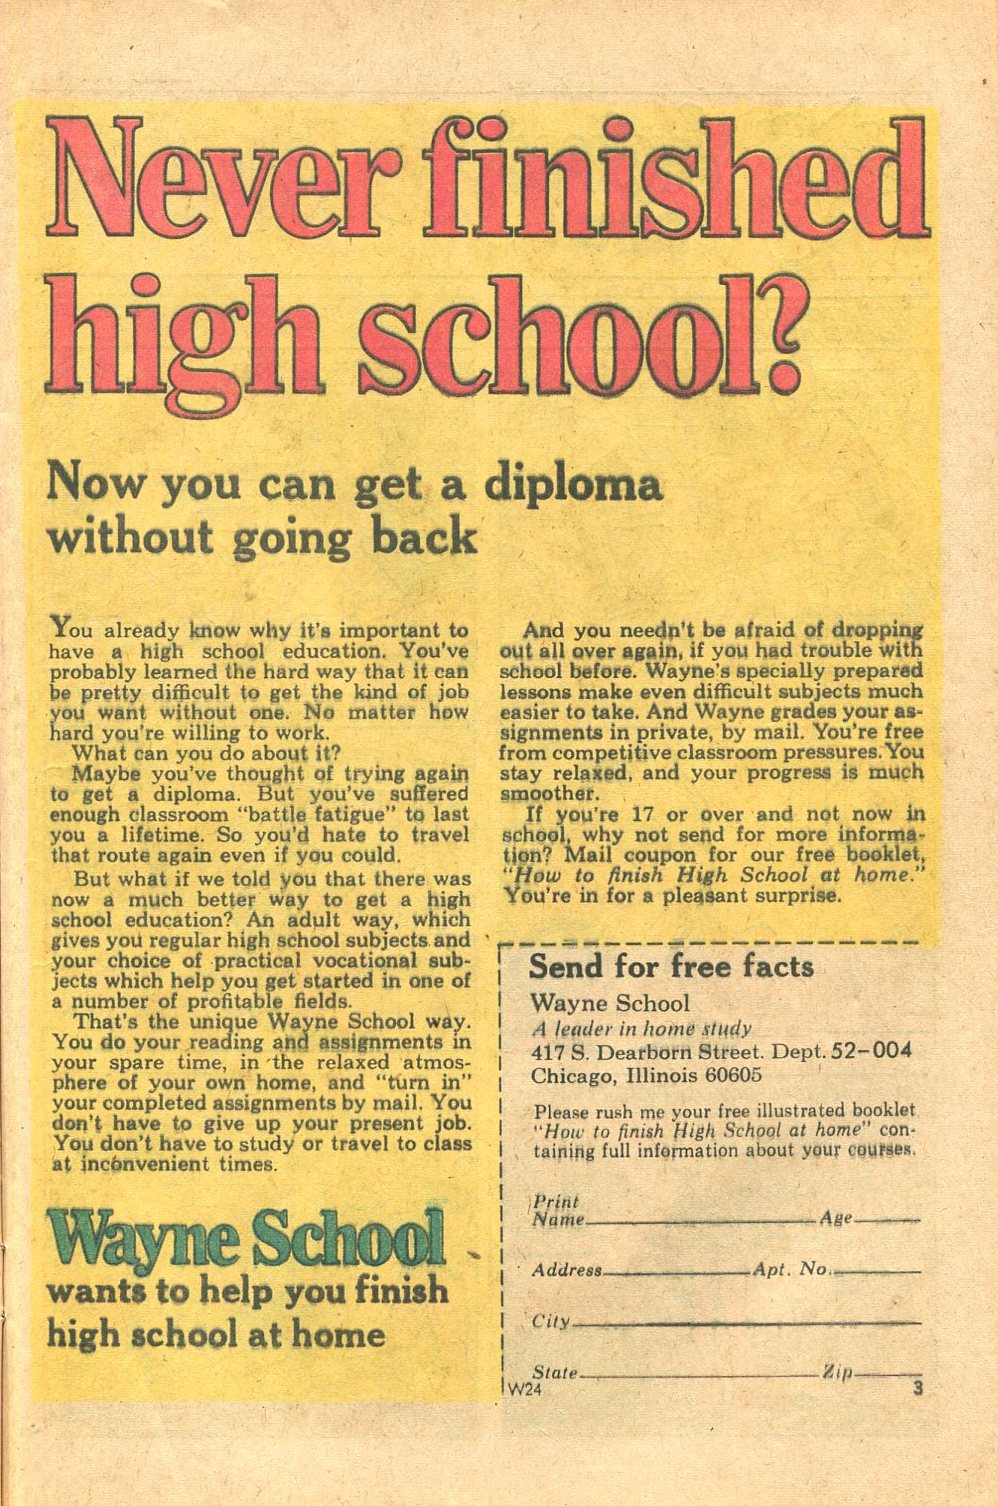 Never finished
high school?
Now you can get a diploma
without going back
You already know why it's important to
have a high school education. You've
probably learned the hard way that it can
be pretty difficult to get the kind of job
you want without one. No matter how
hard you're willing to work.
What can you do about it?
Maybe you've thought of trying again
to get a diploma. But you've suffered
enough classroom "battle fatigue" to last
you a lifetime. So you'd hate to travel
that route again even if you could.
But what if we told you that there was
now a much better way to get a high
school education? An adult way, which
gives you regular high school subjects and
your choice of practical vocational sub-
jects which help you get started in one of
a number of profitable fields.
That's the unique Wayne School way.
You do your reading and assignments in
your spare time, in the relaxed atmos-
phere of your own home, and "turn in"
your completed assignments by mail. You
don't have to give up your present job.
You don't have to study or travel to class
at inconvenient times.
Wayne School
wants to help you finish
high school at home
And you needn't be afraid of dropping
out all over again, if you had trouble with
school before. Wayne's specially prepared
lessons make even difficult subjects much
easier to take. And Wayne grades your as-
signments in private, by mail. You're free
from competitive classroom pressures. You
stay relaxed, and your progress is much
smoother.
If you're 17 or over and not now in
school, why not send for more informa-
tion? Mail coupon for our free booklet,
"How to finish High School at home."
You're in for a pleasant surprise.
Send for free facts
Wayne School
A leader in home study
417 S. Dearborn Street. Dept. 52-004
Chicago, Illinois 60605
Please rush me your free illustrated booklet
"How to finish High School at home" con-
taining full information about your courses.
Print
Name Age
Address Apt. No.
City
State Zip
W24 3